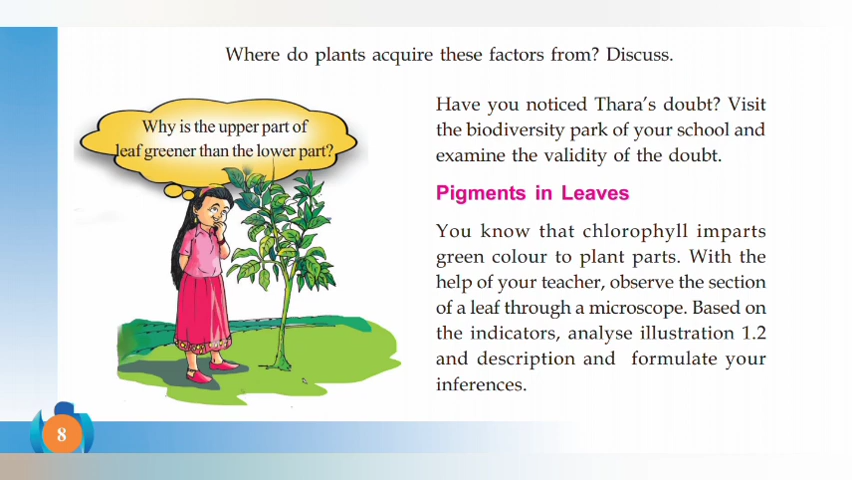 Where do plants acquire these factors from? Discuss.
Why is the upper part of
leaf greener than the lower part?
Have you noticed Thara's doubt? Visit
the biodiversity park of your school and
examine the validity of the doubt.
Pigments in Leaves
You know that chlorophyll imparts
green colour to plant parts. With the
help of your teacher, observe the section
of a leaf through a microscope. Based on
the indicators, analyse illustration 1.2
and description and formulate your
inferences.
8